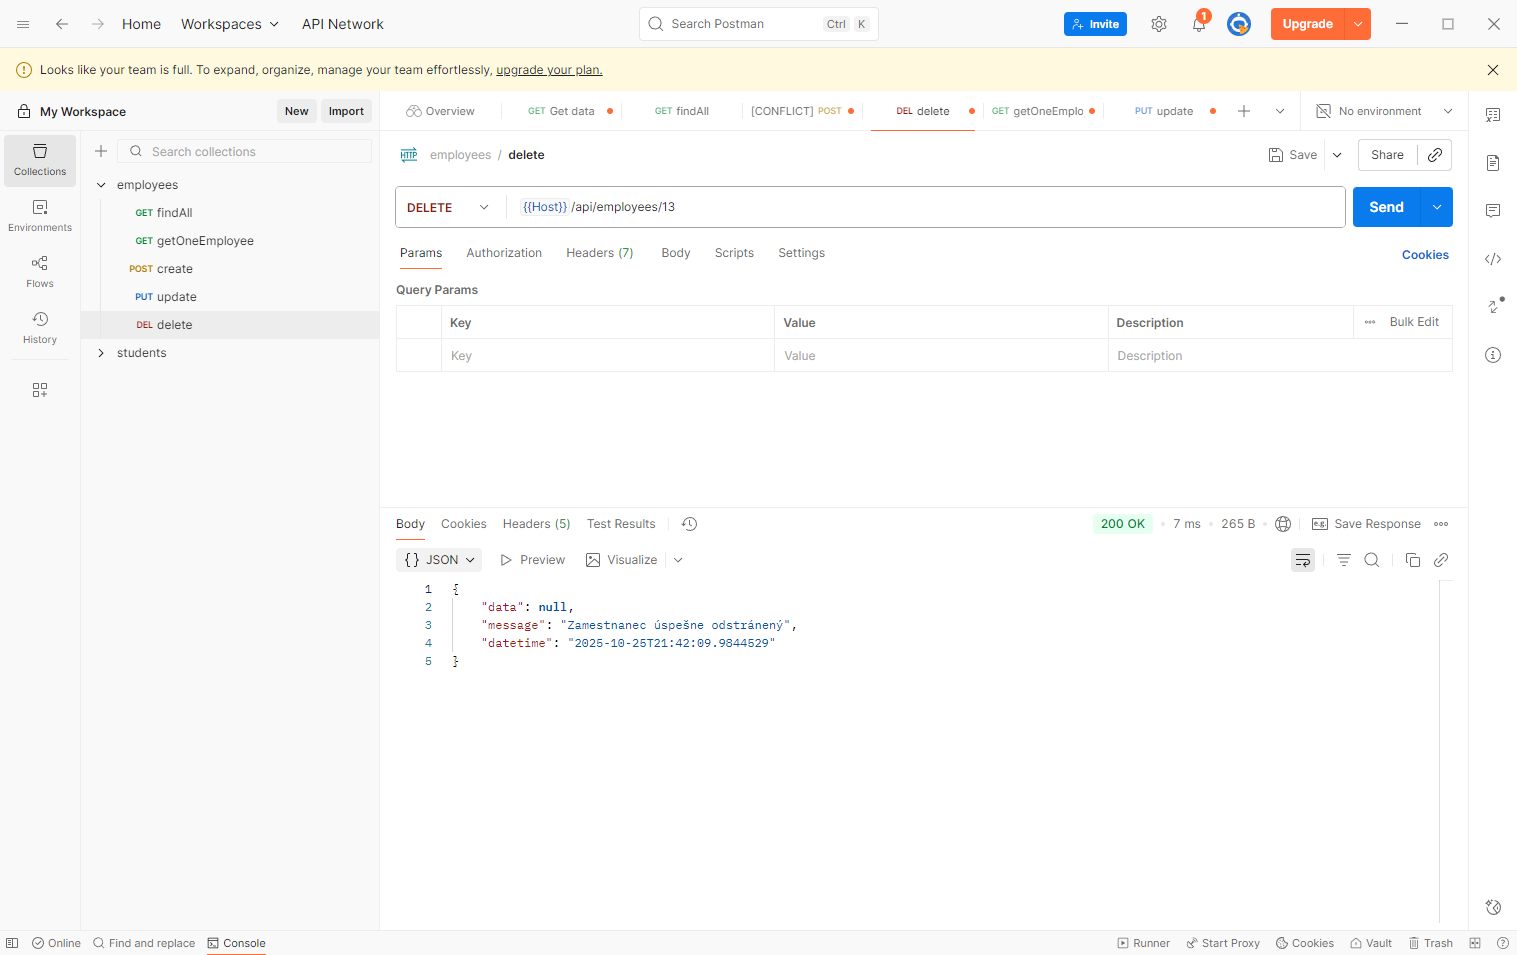 Home Workspaces API Network Search Postman Ctrl K Invite 1 Upgrade
Looks like your team is full. To expand, organize, manage your team effortlessly, upgrade your plan.
My Workspace New Import
Overview GET Get data GET findAll [CONFLICT] POST DEL delete GET getOneEmplo PUT update No environment
Collections
Environments
Flows
History
Search collections
employees
GET findAll
GET getOneEmployee
POST create
PUT update
DEL delete
students
HTTP employees / delete Save Share
DELETE {{Host}} /api/employees/13 Send
Params Authorization Headers (7) Body Scripts Settings Cookies
Query Params
Key Value Description Bulk Edit
Key Value Description
Body Cookies Headers (5) Test Results 200 OK 7 ms 265 B e.g. Save Response
{} JSON Preview Visualize
1 {
2 "data": null,
3 "message": "Zamestnanec úspešne odstránený",
4 "datetime": "2025-10-25T21:42:09.9844529"
5 }
Online Find and replace Console Runner Start Proxy Cookies Vault Trash